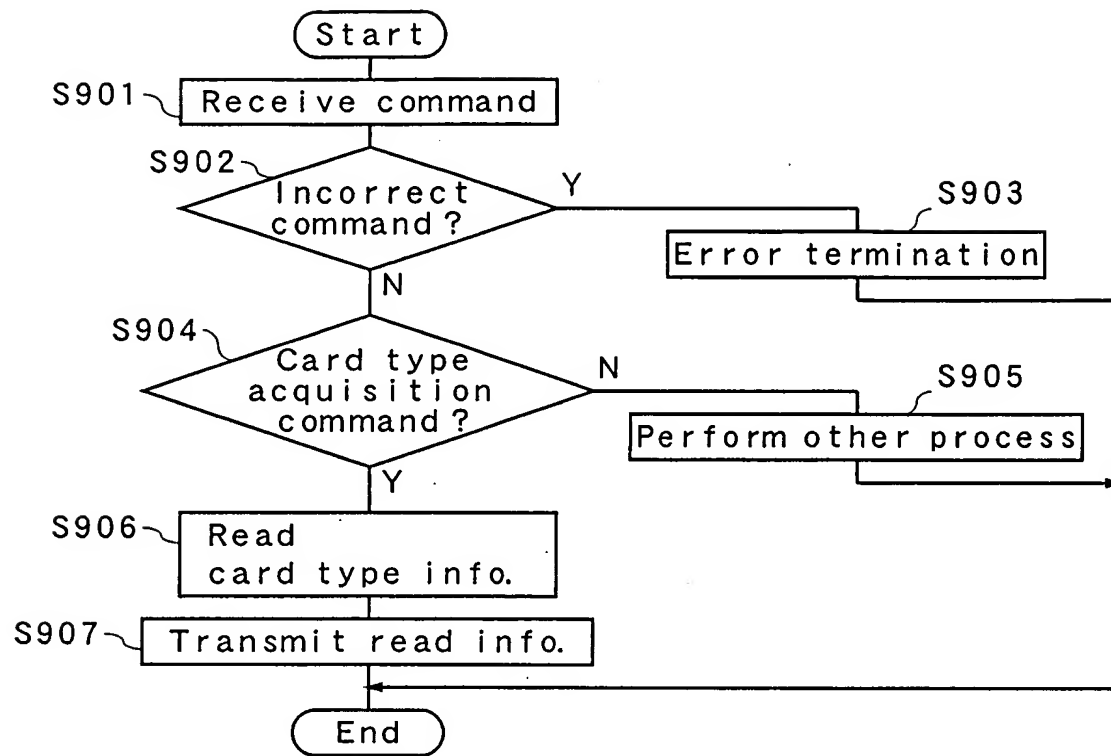 Start
S901
Receive command
S902
Incorrect
command?
Y
N
S903
Error termination
S904
Card type
acquisition
command?
N
Y
S905
Perform other process
S906
Read
card type info.
S907
Transmit read info.
End